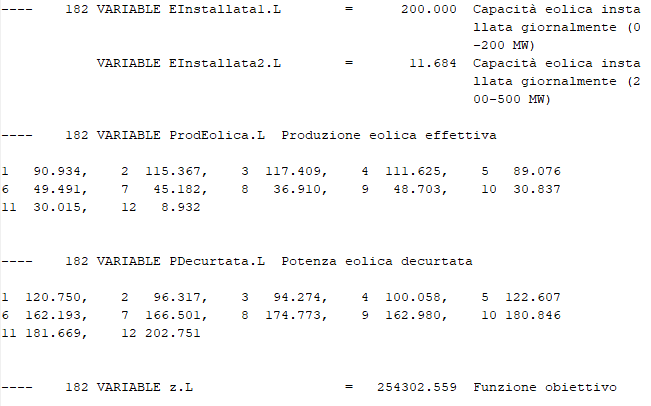 ----    182 VARIABLE EInstallata1.L        =      200.000  Capacità eolica insta
                                                           llata giornalmente (0
                                                           -200 MW)
            VARIABLE EInstallata2.L        =       11.684  Capacità eolica insta
                                                           llata giornalmente (2
                                                           00-500 MW)
----    182 VARIABLE ProdEolica.L  Produzione eolica effettiva
1   90.934,    2  115.367,    3  117.409,    4  111.625,    5   89.076
6   49.491,    7   45.182,    8   36.910,    9   48.703,    10  30.837
11  30.015,    12   8.932
----    182 VARIABLE PDecurtata.L  Potenza eolica decurtata
1  120.750,    2   96.317,    3   94.274,    4  100.058,    5  122.607
6  162.193,    7  166.501,    8  174.773,    9  162.980,    10 180.846
11 181.669,    12 202.751
----    182 VARIABLE z.L                   =   254302.559  Funzione obiettivo